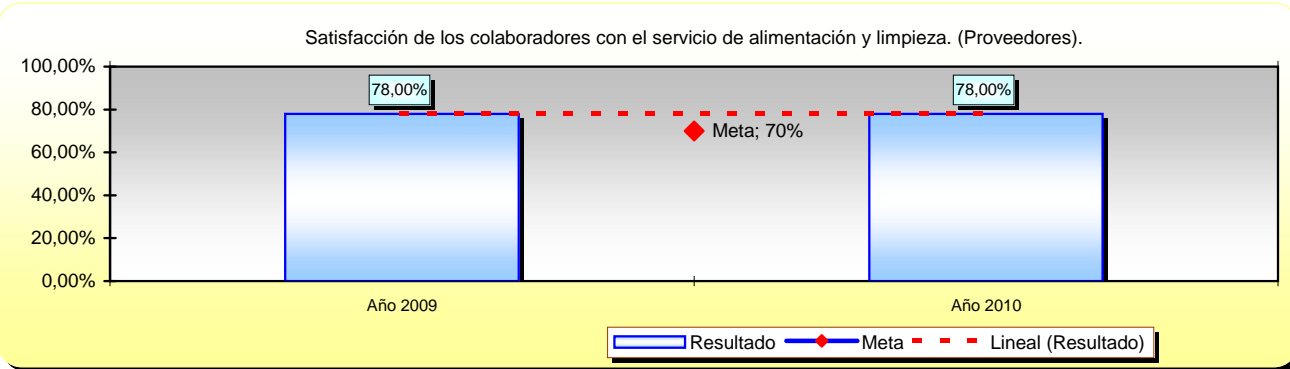 Satisfacción de los colaboradores con el servicio de alimentación y limpieza. (Proveedores).
100,00%
80,00%
60,00%
40,00%
20,00%
0,00%
78,00%
78,00%
Meta; 70%
Año 2009
Año 2010
Resultado
Meta
Lineal (Resultado)